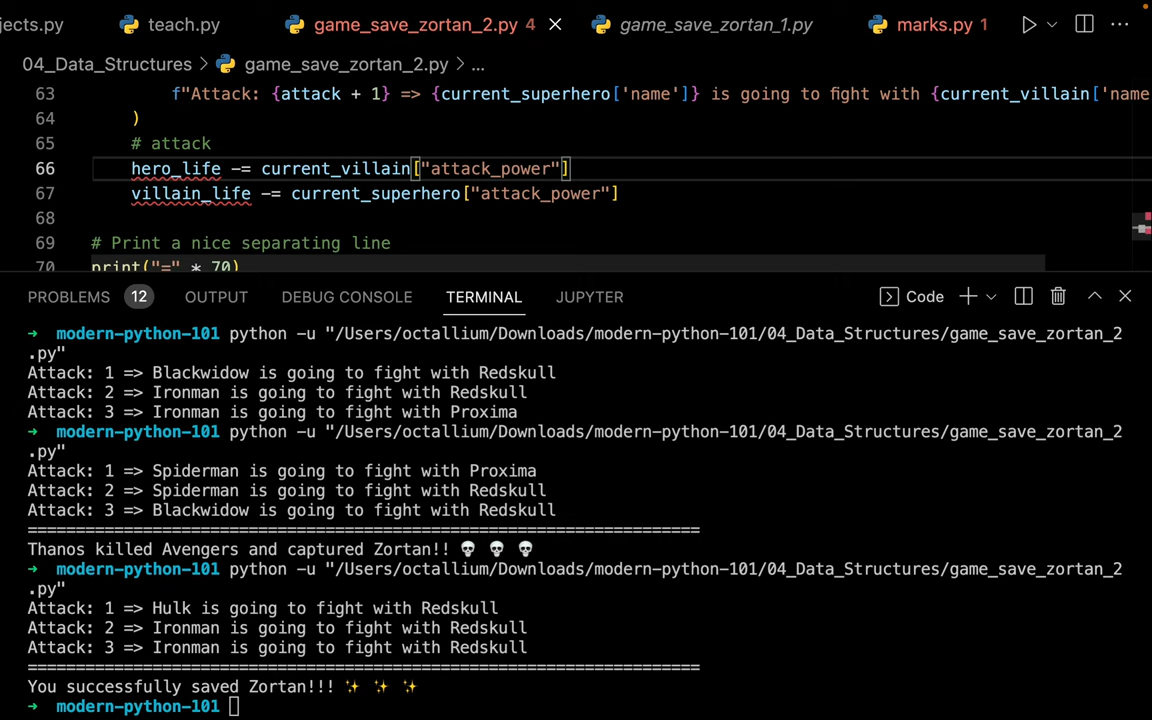 jects.py teach.py game_save_zortan_2.py 4 game_save_zortan_1.py marks.py 1
04_Data_Structures > game_save_zortan_2.py > ...
63 f"Attack: {attack + 1} => {current_superhero['name']} is going to fight with {current_villain['name
64 )
65 # attack
66 hero_life -= current_villain["attack_power"]
67 villain_life -= current_superhero["attack_power"]
68
69 # Print a nice separating line
70 print("=" * 70)
PROBLEMS 12 OUTPUT DEBUG CONSOLE TERMINAL JUPYTER Code
→ modern-python-101 python -u "/Users/octallium/Downloads/modern-python-101/04_Data_Structures/game_save_zortan_2
.py"
Attack: 1 => Blackwidow is going to fight with Redskull
Attack: 2 => Ironman is going to fight with Redskull
Attack: 3 => Ironman is going to fight with Proxima
→ modern-python-101 python -u "/Users/octallium/Downloads/modern-python-101/04_Data_Structures/game_save_zortan_2
.py"
Attack: 1 => Spiderman is going to fight with Proxima
Attack: 2 => Spiderman is going to fight with Redskull
Attack: 3 => Blackwidow is going to fight with Redskull
======================================================================
Thanos killed Avengers and captured Zortan!! 💀 💀 💀
→ modern-python-101 python -u "/Users/octallium/Downloads/modern-python-101/04_Data_Structures/game_save_zortan_2
.py"
Attack: 1 => Hulk is going to fight with Redskull
Attack: 2 => Ironman is going to fight with Redskull
Attack: 3 => Ironman is going to fight with Redskull
======================================================================
You successfully saved Zortan!!! ✨ ✨ ✨
→ modern-python-101